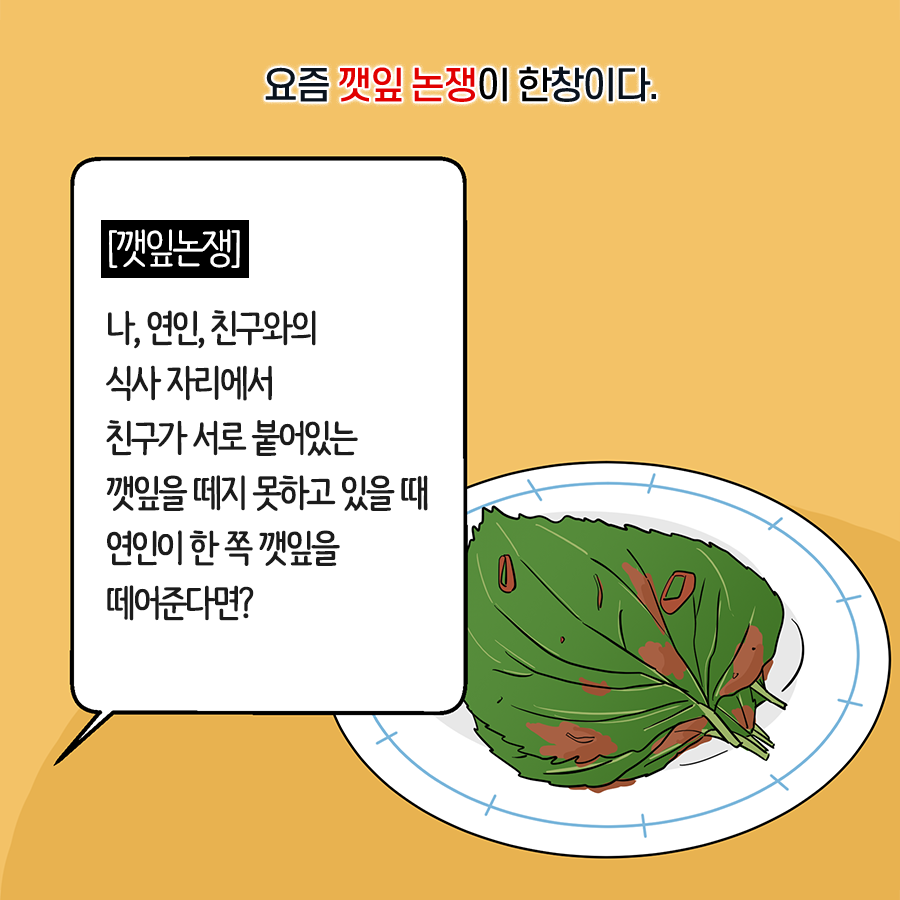 요즘 깻잎 논쟁이 한창이다.
[깻잎논쟁]
나, 연인, 친구와의
식사 자리에서
친구가 서로 붙어있는
깻잎을 떼지 못하고 있을 때
연인이 한 쪽 깻잎을
떼어준다면?